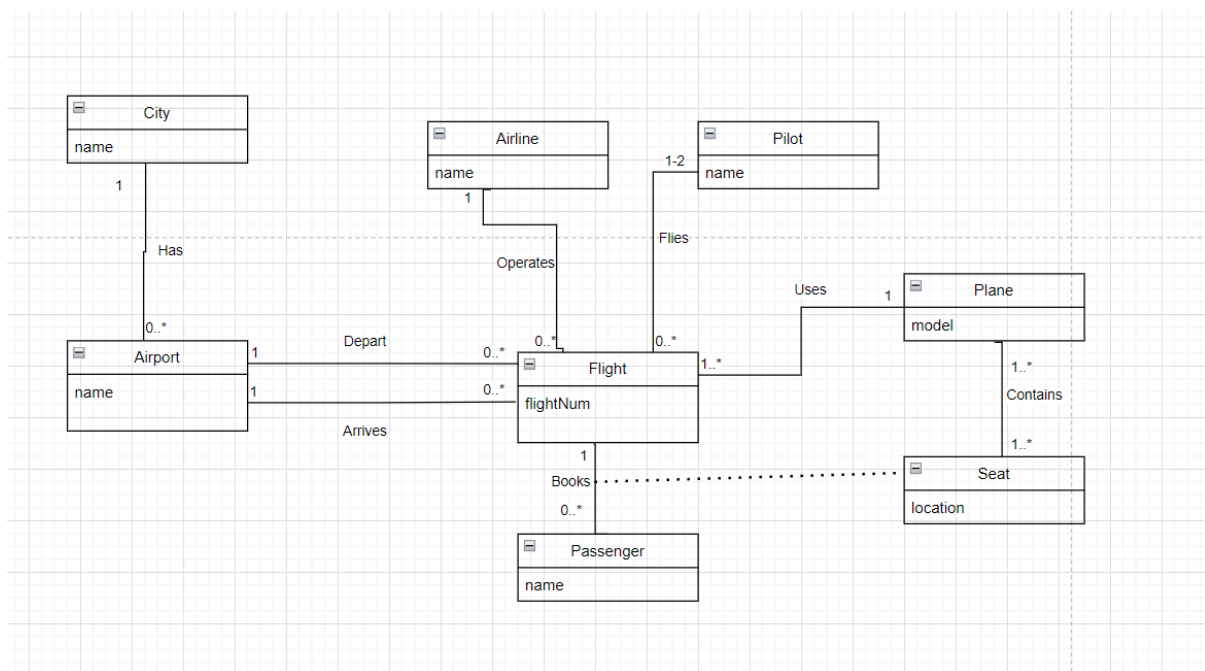 City
name
1
Has
0..*
Airline
name
1
Operates
0..*
Pilot
name
1-2
Flies
0..*
Uses
1
1..*
Plane
model
1..*
Contains
1..*
Seat
location
Airport
name
1
Depart
0..*
1
Arrives
0..*
Flight
flightNum
1
Books
0..*
Passenger
name